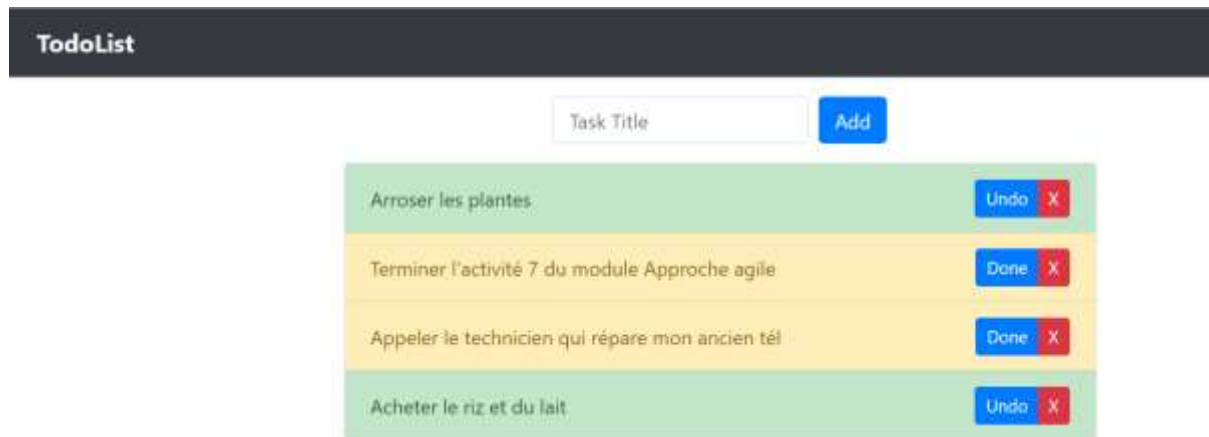 TodoList
Task Title Add
Arroser les plantes Undo X
Terminer l'activité 7 du module Approche agile Done X
Appeler le technicien qui répare mon ancien tél Done X
Acheter le riz et du lait Undo X